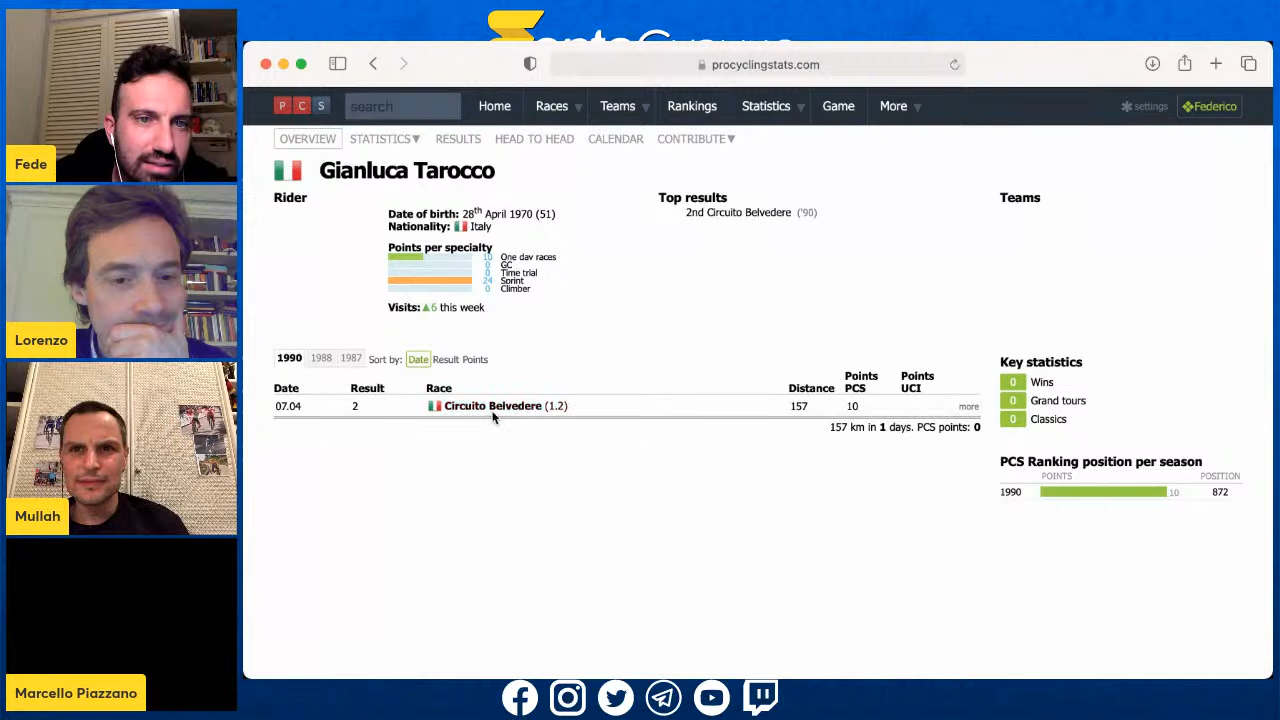 Fede
Lorenzo
Mullah
Marcello Piazzano
procyclingstats.com
P C S
search
Home
Races
Teams
Rankings
Statistics
Game
More
settings
Federico
OVERVIEW
STATISTICS
RESULTS
HEAD TO HEAD
CALENDAR
CONTRIBUTE
Gianluca Tarocco
Rider
Date of birth: 28th April 1970 (51)
Nationality: Italy
Points per specialty
10 One day races
0 GC
0 Time trial
24 Sprint
0 Climber
Visits: ▲6 this week
Top results
2nd Circuito Belvedere ('90)
Teams
1990 1988 1987 Sort by: Date Result Points
Date Result Race Distance Points PCS Points UCI
07.04 2 Circuito Belvedere (1.2) 157 10 more
157 km in 1 days. PCS points: 0
Key statistics
0 Wins
0 Grand tours
0 Classics
PCS Ranking position per season
POINTS POSITION
1990 10 872